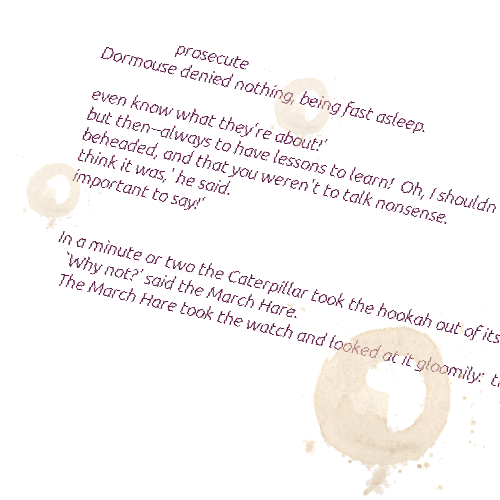 prosecute
Dormouse denied nothing, being fast asleep.
even know what they're about!'
but then--always to have lessons to learn!  Oh, I shouldn
beheaded, and that you weren't to talk nonsense.
think it was,' he said.
important to say!'
In a minute or two the Caterpillar took the hookah out of its
`Why not?' said the March Hare.
The March Hare took the watch and looked at it gloomily: